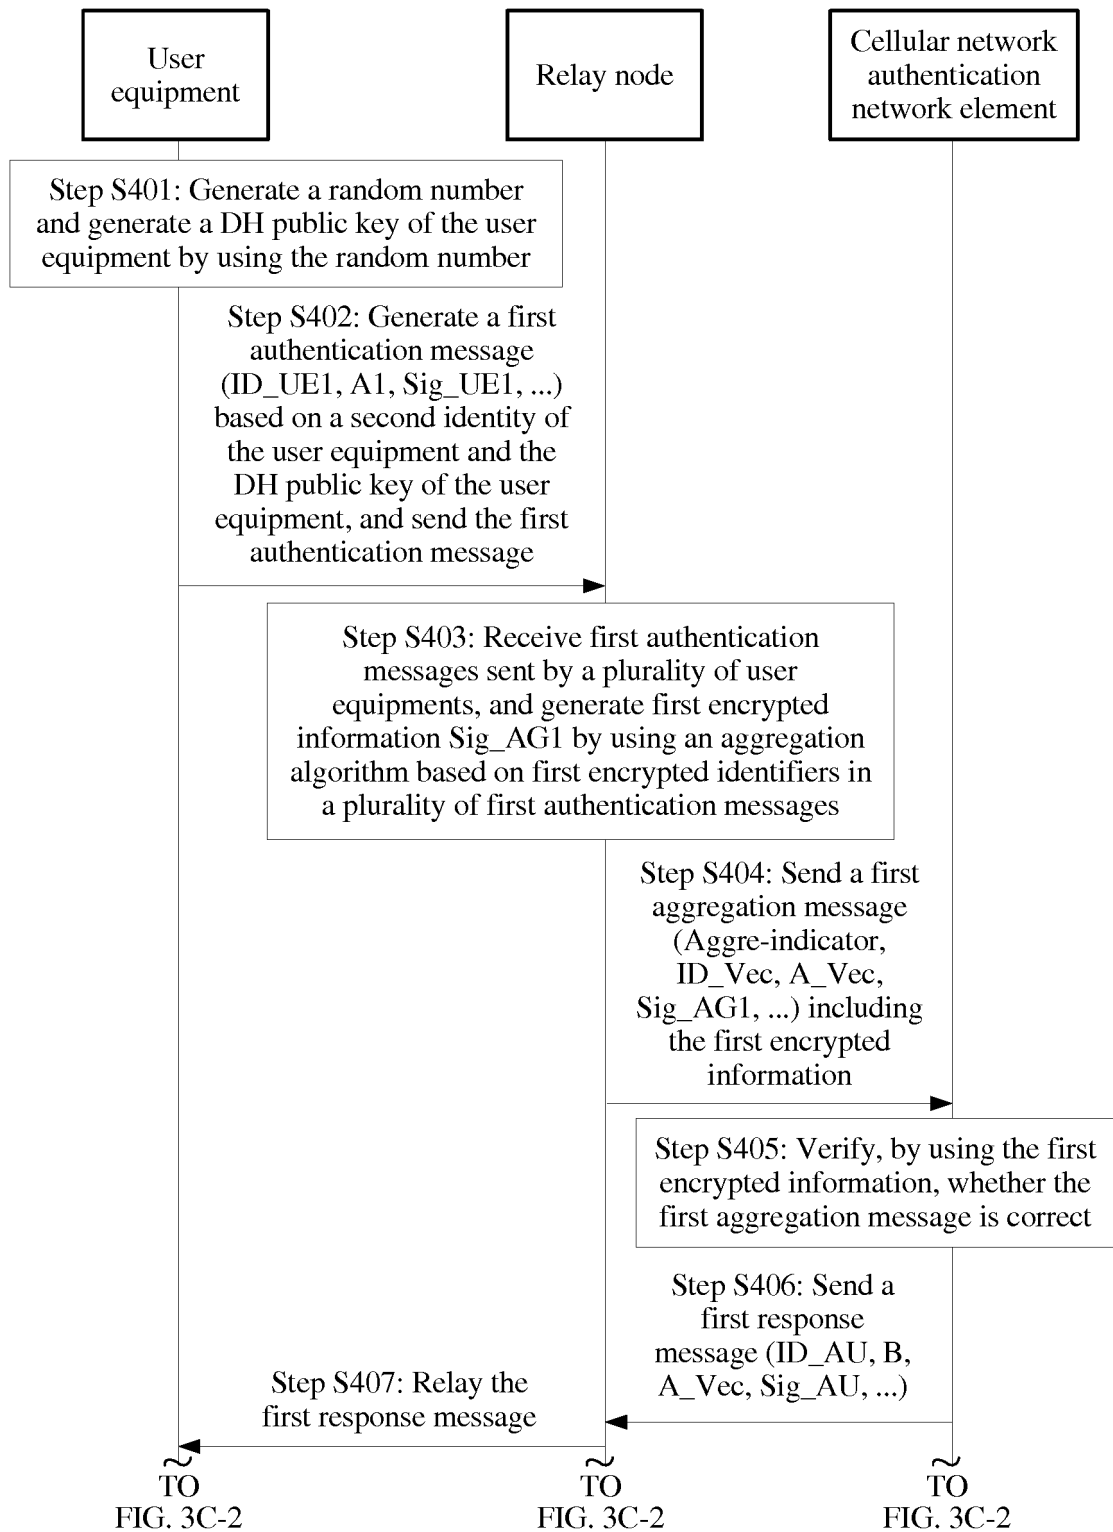 User
equipment
Relay node
Cellular network
authentication
network element
Step S401: Generate a random number
and generate a DH public key of the user
equipment by using the random number
Step S402: Generate a first
authentication message
(ID_UE1, A1, Sig_UE1, ...)
based on a second identity of
the user equipment and the
DH public key of the user
equipment, and send the first
authentication message
Step S403: Receive first authentication
messages sent by a plurality of user
equipments, and generate first encrypted
information Sig_AG1 by using an aggregation
algorithm based on first encrypted identifiers in
a plurality of first authentication messages
Step S404: Send a first
aggregation message
(Aggre-indicator,
ID_Vec, A_Vec,
Sig_AG1, ...) including
the first encrypted
information
Step S405: Verify, by using the first
encrypted information, whether the
first aggregation message is correct
Step S406: Send a
first response
message (ID_AU, B,
A_Vec, Sig_AU, ...)
Step S407: Relay the
first response message
TO
FIG. 3C-2
TO
FIG. 3C-2
TO
FIG. 3C-2